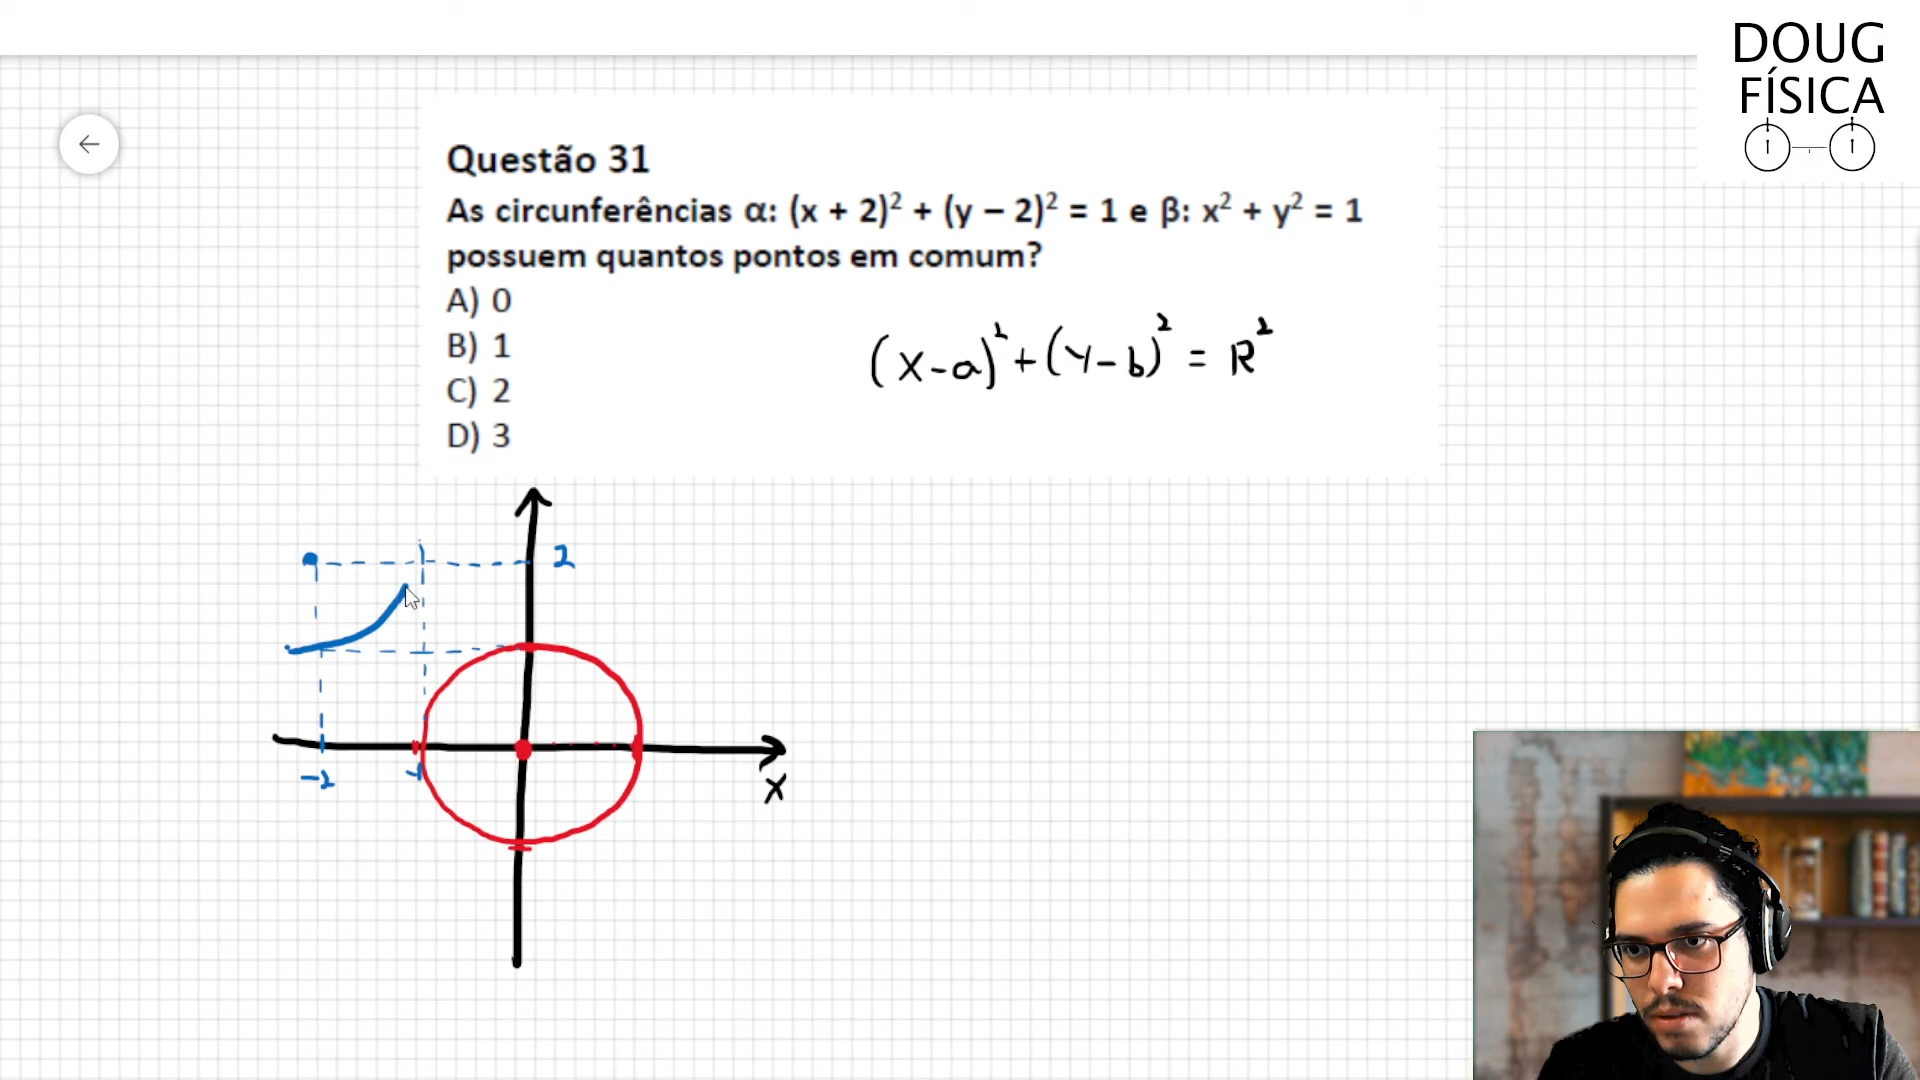 DOUG
FÍSICA
Questão 31
As circunferências α: (x + 2)² + (y – 2)² = 1 e β: x² + y² = 1
possuem quantos pontos em comum?
A) 0
B) 1
C) 2
D) 3
(x-a)² + (y-b)² = R²
2
-2
-1
x